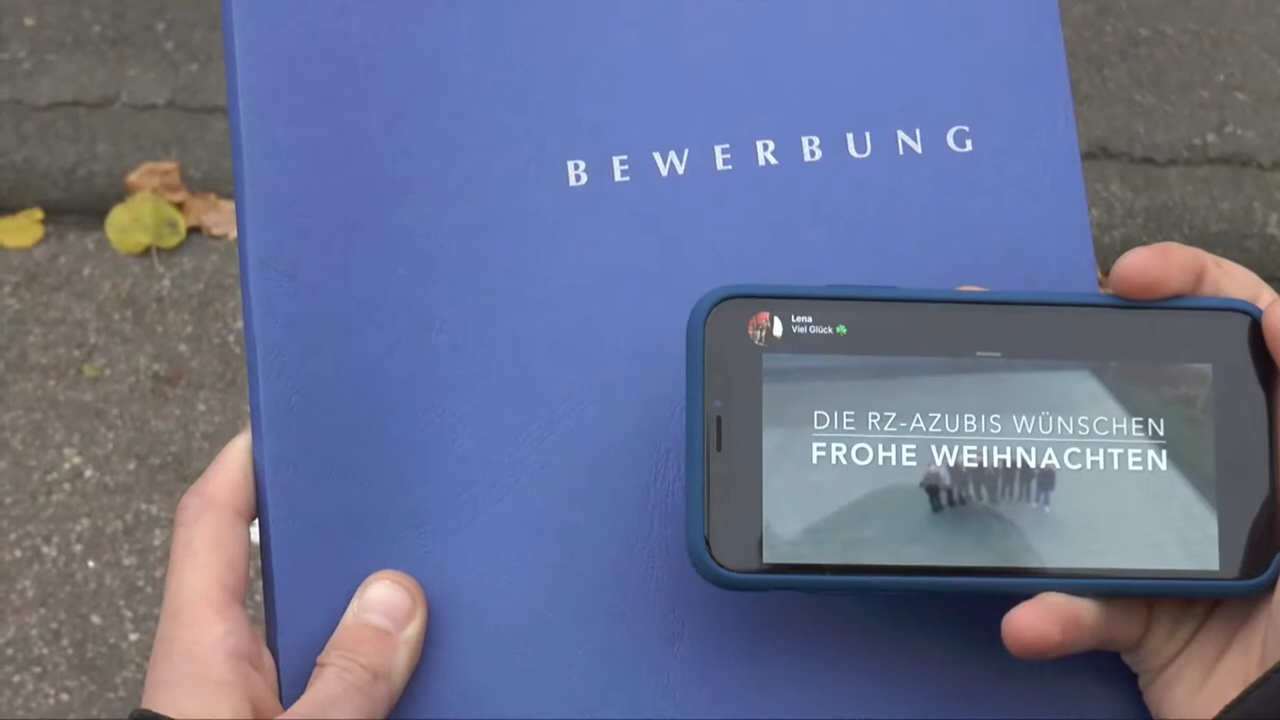 BEWERBUNG
Lena
Viel Glück ☘️
DIE RZ-AZUBIS WÜNSCHEN
FROHE WEIHNACHTEN